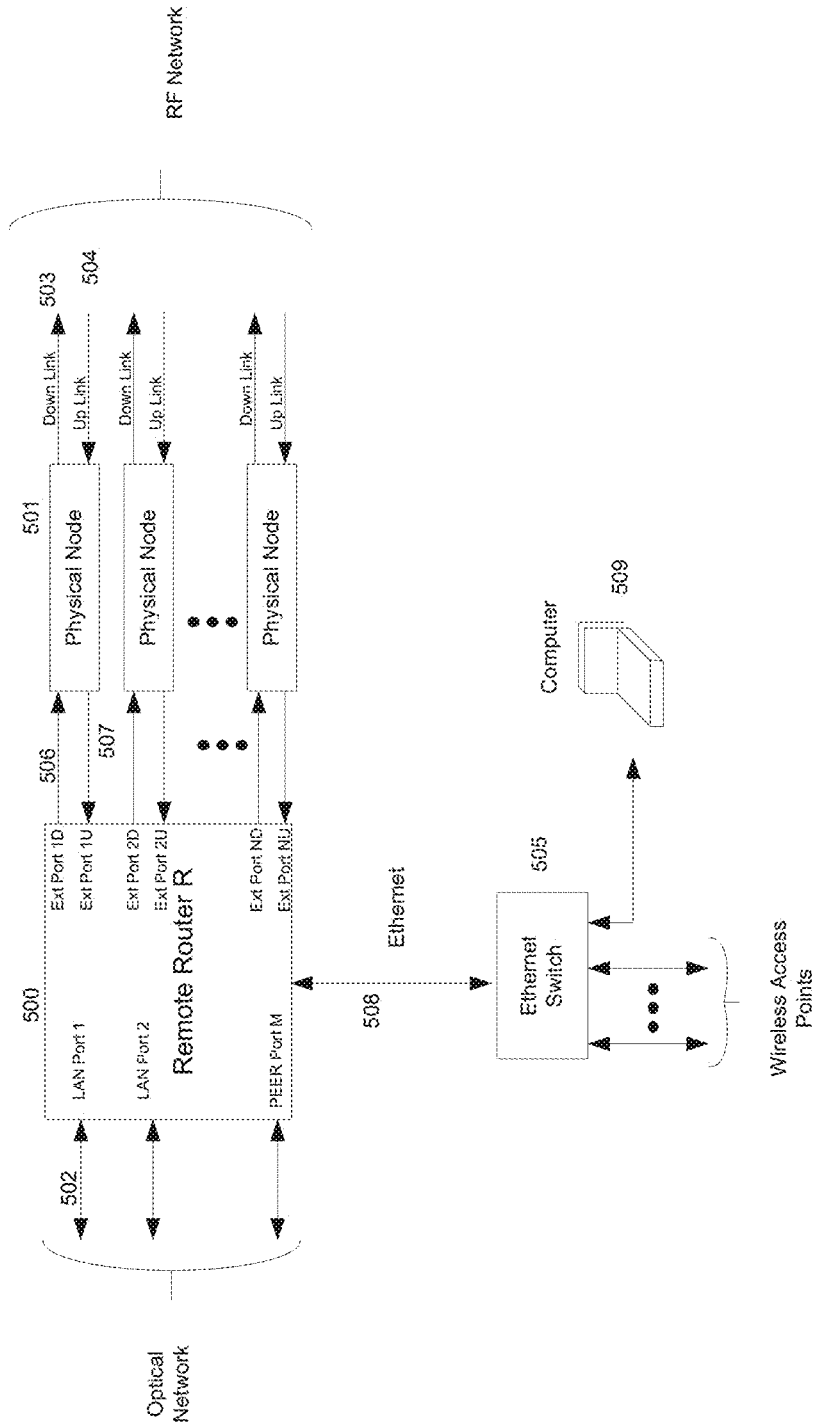 Optical
Network
502
500
LAN Port 1
LAN Port 2
PEER Port M
Remote Router R
Ext Port 1D
Ext Port 1U
Ext Port 2D
Ext Port 2U
Ext Port ND
Ext Port NU
506
507
501
Physical Node
Physical Node
Physical Node
Down Link
Up Link
Down Link
Up Link
Down Link
Up Link
503
504
RF Network
508
Ethernet
Ethernet
Switch
505
Wireless Access
Points
Computer
509